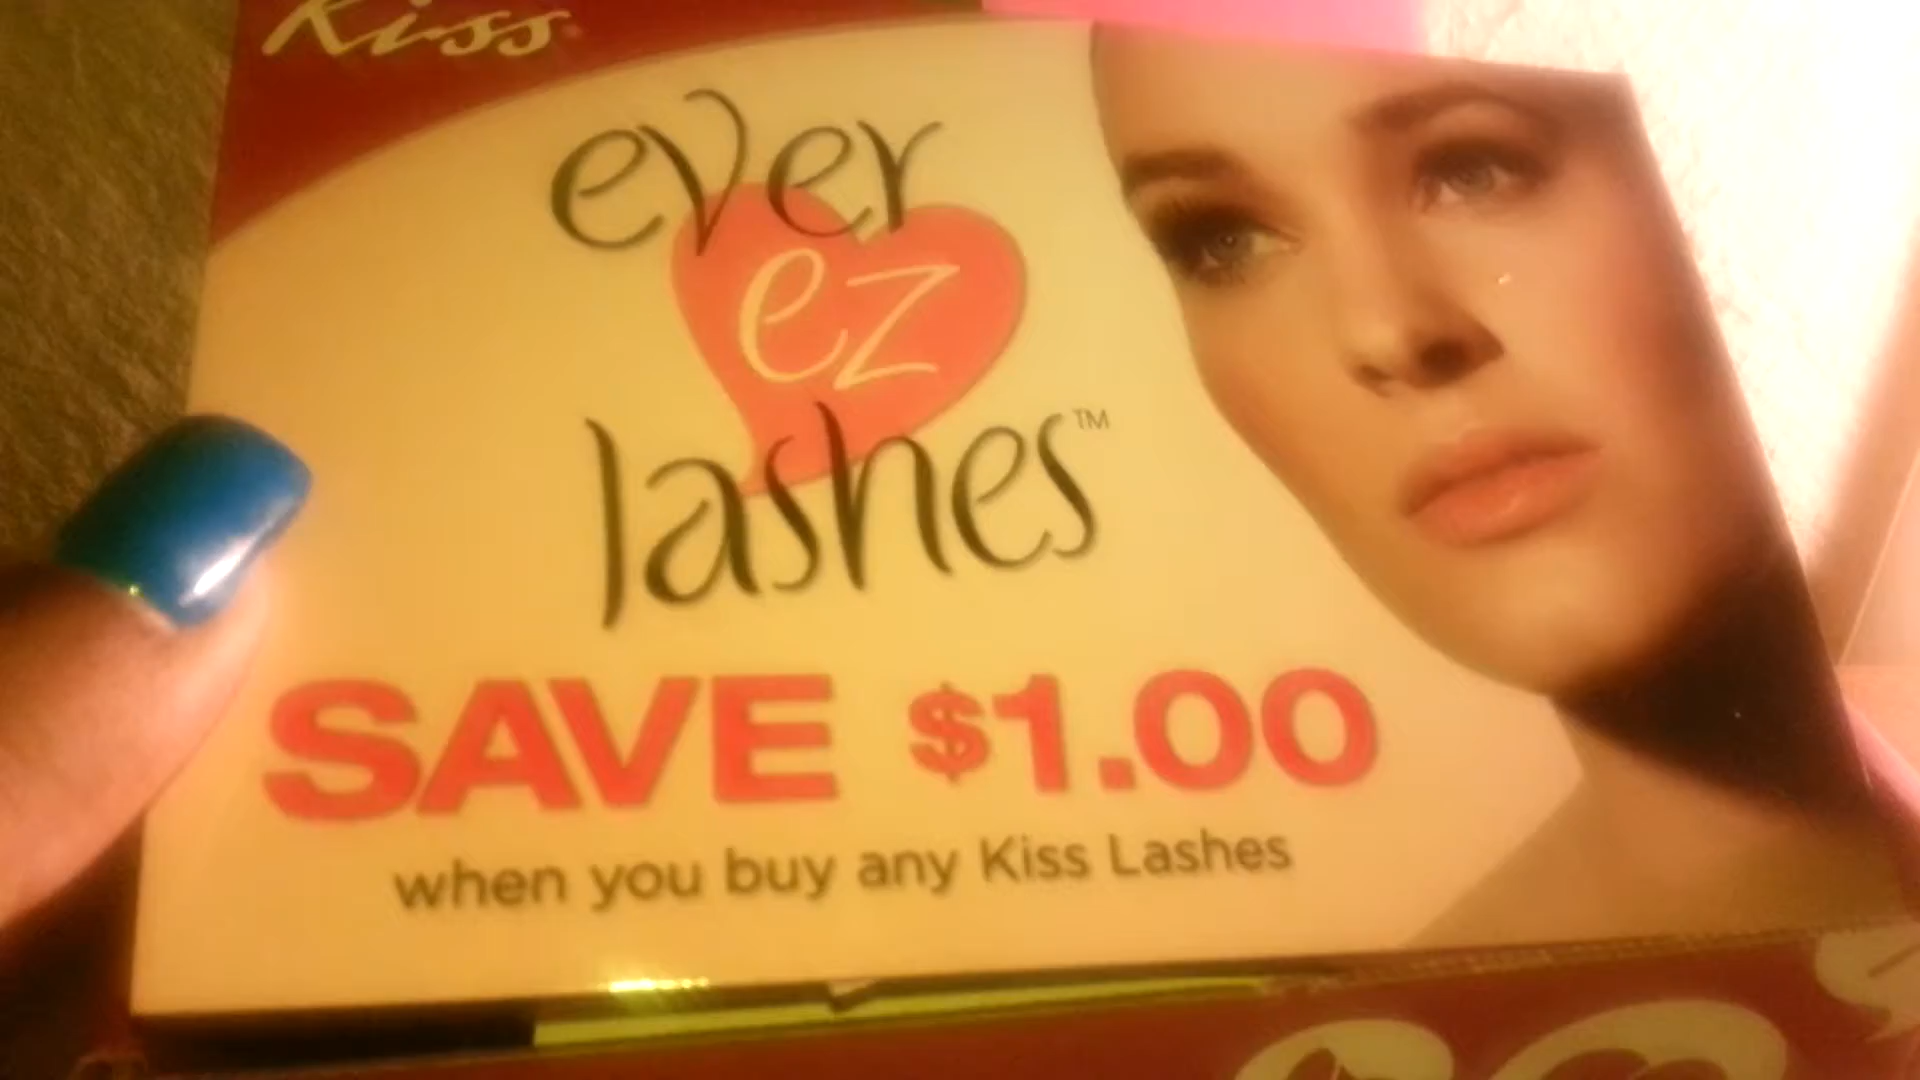 Kiss
ever
ez
lashes™
SAVE $1.00
when you buy any Kiss Lashes